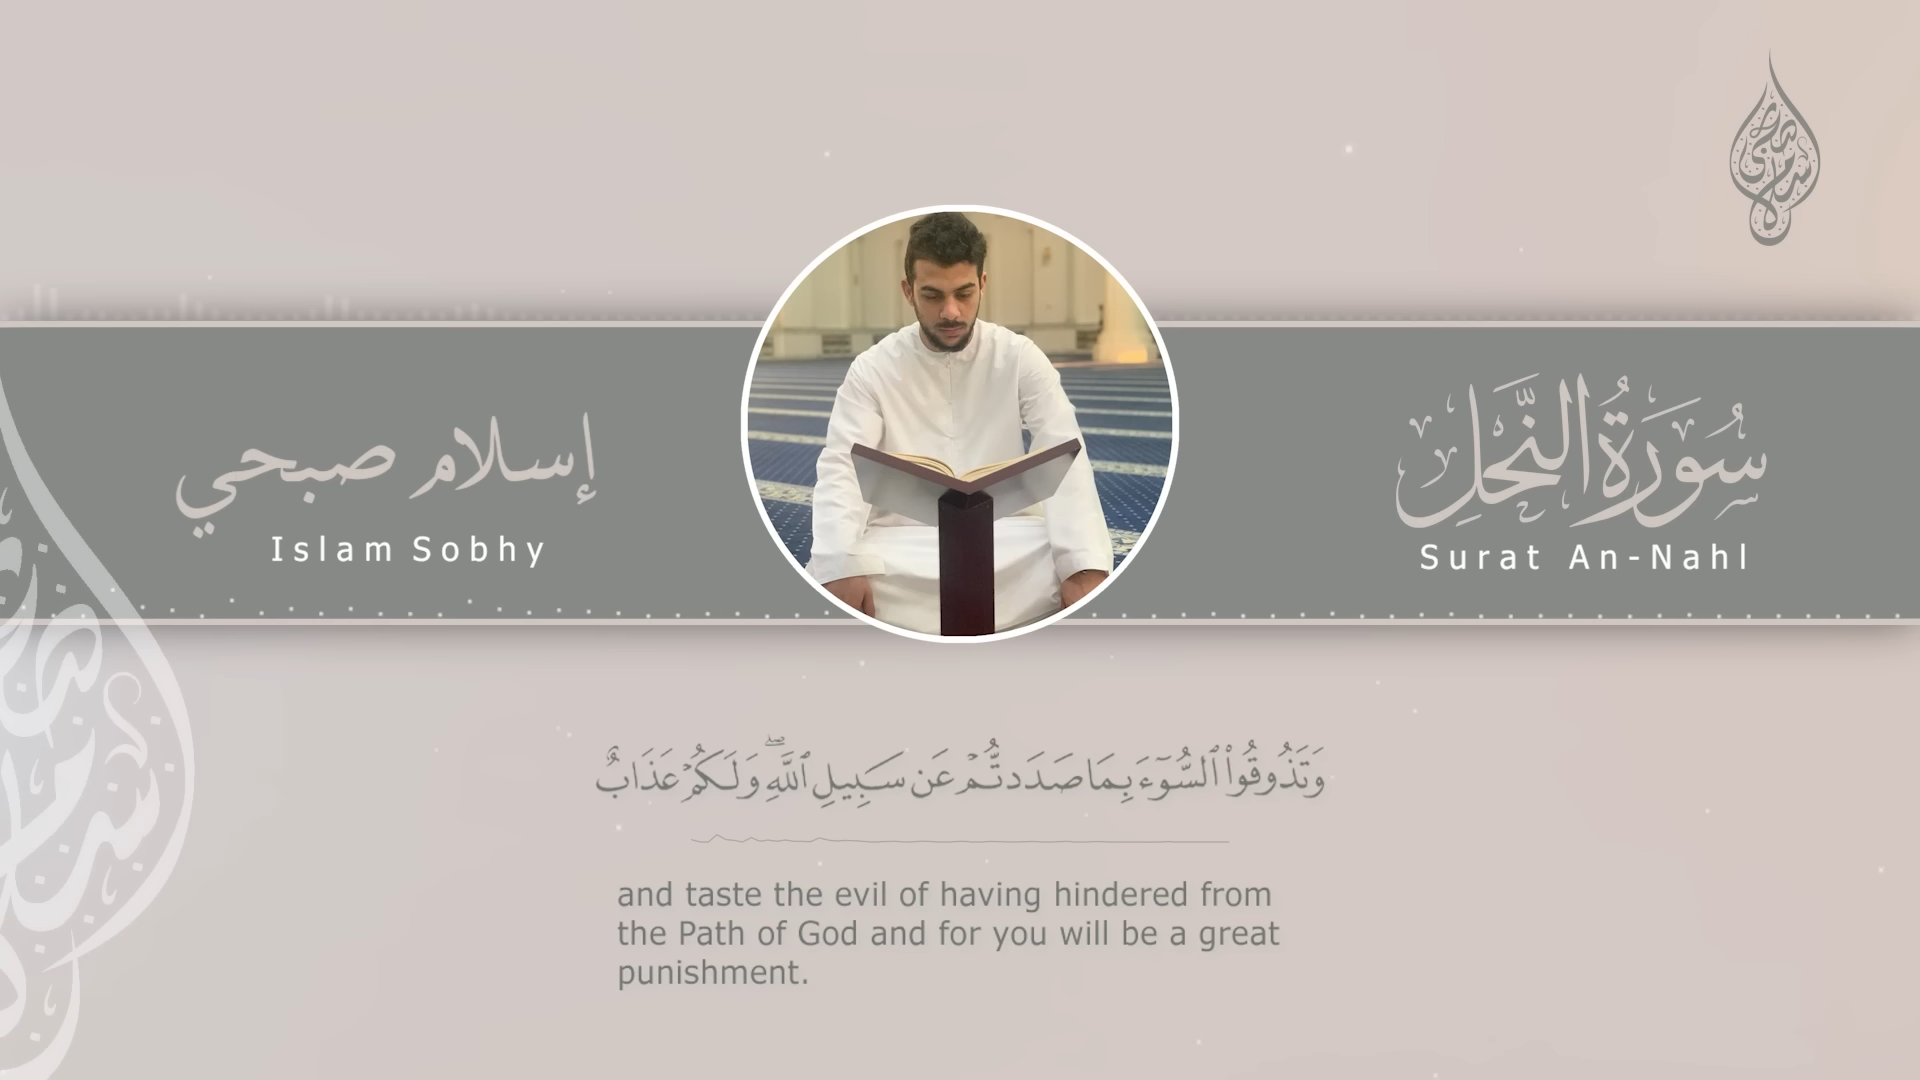 إسلام صبحي
Islam Sobhy
سُورَةُ النَّحْلِ
Surat An-Nahl
وَتَذُوقُوا۟ ٱلسُّوٓءَ بِمَا صَدَدتُّمْ عَن سَبِيلِ ٱللَّهِ ۖ وَلَكُمْ عَذَابٌ
and taste the evil of having hindered from
the Path of God and for you will be a great
punishment.